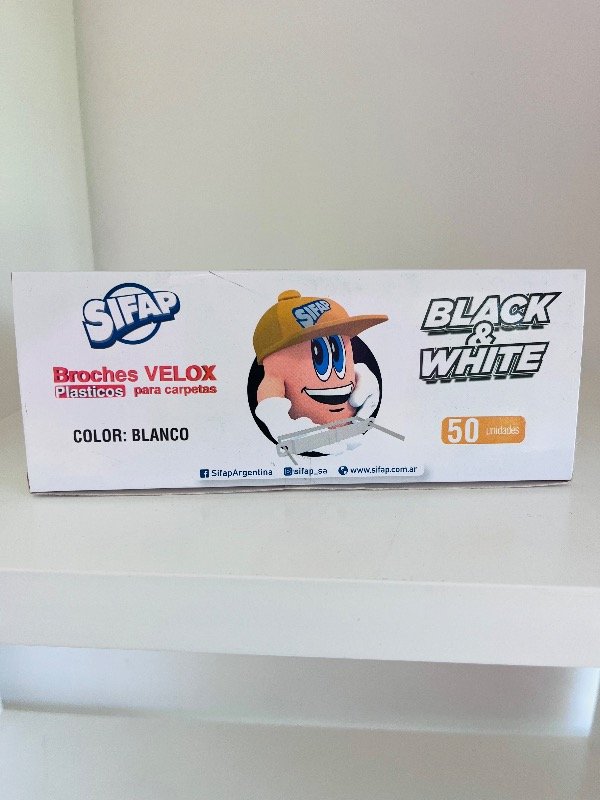 SIFAP
Broches VELOX
Plasticos para carpetas
COLOR: BLANCO
SIFAP
BLACK
&
WHITE
50 unidades
SifapArgentina sifap_sa www.sifap.com.ar